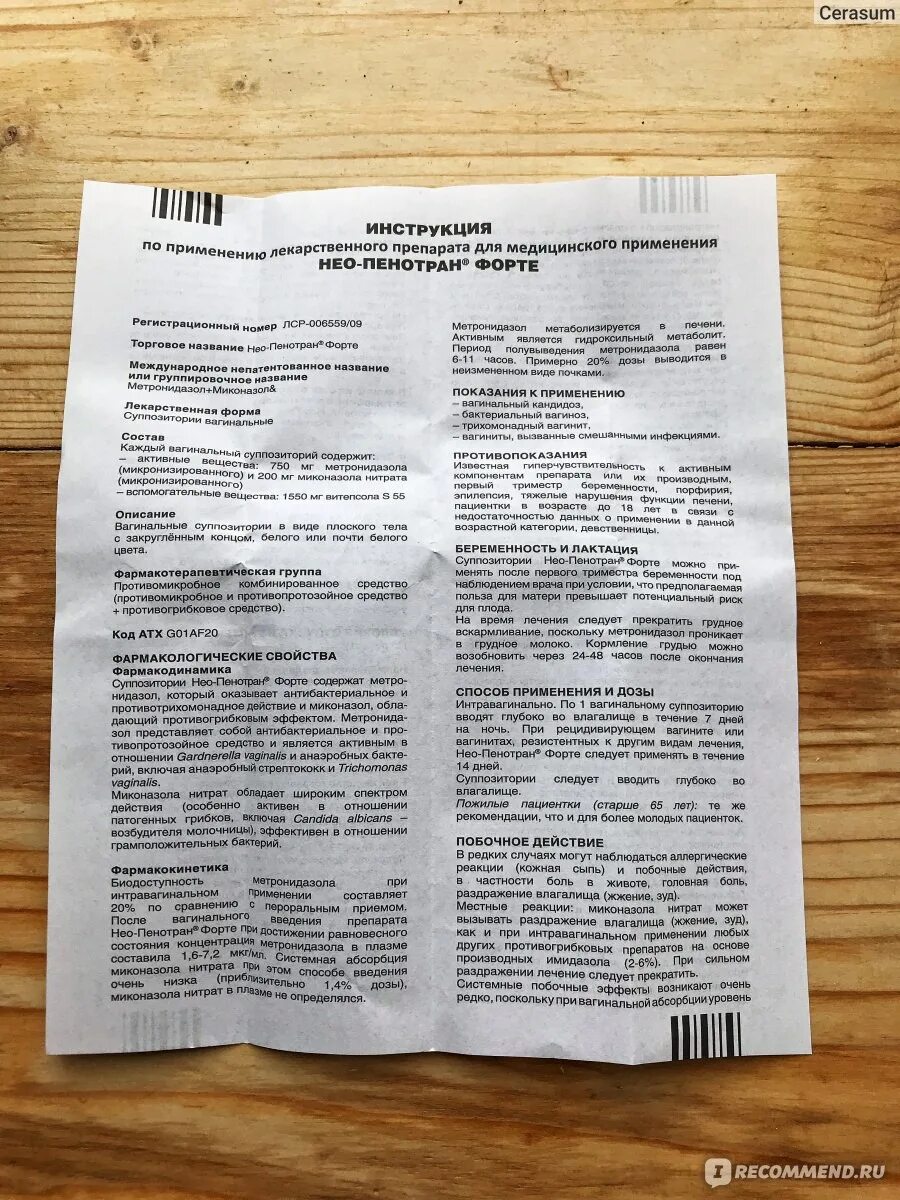 Cerasum
ИНСТРУКЦИЯ
по применению лекарственного препарата для медицинского применения
НЕО-ПЕНОТРАН® ФОРТЕ
Регистрационный номер ЛСР-006559/09
Торговое название Нео-Пенотран® Форте
Международное непатентованное название
или группировочное название
Метронидазол+Миконазол&
Лекарственная форма
Суппозитории вагинальные
Состав
Каждый вагинальный суппозиторий содержит:
– активные вещества: 750 мг метронидазола
(микронизированного) и 200 мг миконазола нитрата
(микронизированного)
– вспомогательные вещества: 1550 мг витепсола S 55
Описание
Вагинальные суппозитории в виде плоского тела
с закруглённым концом, белого или почти белого
цвета.
Фармакотерапевтическая группа
Противомикробное комбинированное средство
(противомикробное и противопротозойное средство
+ противогрибковое средство).
Код АТХ G01AF20
ФАРМАКОЛОГИЧЕСКИЕ СВОЙСТВА
Фармакодинамика
Суппозитории Нео-Пенотран® Форте содержат метро-
нидазол, который оказывает антибактериальное и
противотрихомонадное действие и миконазол, обла-
дающий противогрибковым эффектом. Метронида-
зол представляет собой антибактериальное и про-
тивопротозойное средство и является активным в
отношении Gardnerella vaginalis и анаэробных бакте-
рий, включая анаэробный стрептококк и Trichomonas
vaginalis.
Миконазола нитрат обладает широким спектром
действия (особенно активен в отношении
патогенных грибков, включая Candida albicans –
возбудителя молочницы), эффективен в отношении
грамположительных бактерий.
Фармакокинетика
Биодоступность метронидазола при
интравагинальном применении составляет
20% по сравнению с пероральным приемом.
После вагинального введения препарата
Нео-Пенотран® Форте при достижении равновесного
состояния концентрация метронидазола в плазме
составила 1,6-7,2 мкг/мл. Системная абсорбция
миконазола нитрата при этом способе введения
очень низка (приблизительно 1,4% дозы),
миконазола нитрат в плазме не определялся.
Метронидазол метаболизируется в печени.
Активным является гидроксильный метаболит.
Период полувыведения метронидазола равен
6-11 часов. Примерно 20% дозы выводится в
неизмененном виде почками.
ПОКАЗАНИЯ К ПРИМЕНЕНИЮ
– вагинальный кандидоз,
– бактериальный вагиноз,
– трихомонадный вагинит,
– вагиниты, вызванные смешанными инфекциями.
ПРОТИВОПОКАЗАНИЯ
Известная гиперчувствительность к активным
компонентам препарата или их производным,
первый триместр беременности, порфирия,
эпилепсия, тяжелые нарушения функции печени,
пациентки в возрасте до 18 лет в связи с
недостаточностью данных о применении в данной
возрастной категории, девственницы.
БЕРЕМЕННОСТЬ И ЛАКТАЦИЯ
Суппозитории Нео-Пенотран® Форте можно при-
менять после первого триместра беременности под
наблюдением врача при условии, что предполагаемая
польза для матери превышает потенциальный риск
для плода.
На время лечения следует прекратить грудное
вскармливание, поскольку метронидазол проникает
в грудное молоко. Кормление грудью можно
возобновить через 24-48 часов после окончания
лечения.
СПОСОБ ПРИМЕНЕНИЯ И ДОЗЫ
Интравагинально. По 1 вагинальному суппозиторию
вводят глубоко во влагалище в течение 7 дней
на ночь. При рецидивирующем вагините или
вагинитах, резистентных к другим видам лечения,
Нео-Пенотран® Форте следует применять в течение
14 дней.
Суппозитории следует вводить глубоко во
влагалище.
Пожилые пациентки (старше 65 лет): те же
рекомендации, что и для более молодых пациенток.
ПОБОЧНОЕ ДЕЙСТВИЕ
В редких случаях могут наблюдаться аллергические
реакции (кожная сыпь) и побочные действия,
в частности боль в животе, головная боль,
раздражение влагалища (жжение, зуд).
Местные реакции: миконазола нитрат может
вызывать раздражение влагалища (жжение, зуд),
как и при интравагинальном применении любых
других противогрибковых препаратов на основе
производных имидазола (2-6%). При сильном
раздражении лечение следует прекратить.
Системные побочные эффекты возникают очень
редко, поскольку при вагинальной абсорбции уровень
IRECOMMEND.RU